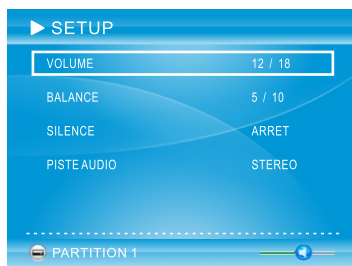 SETUP
VOLUME 12 / 18
BALANCE 5 / 10
SILENCE ARRET
PISTE AUDIO STEREO
PARTITION 1